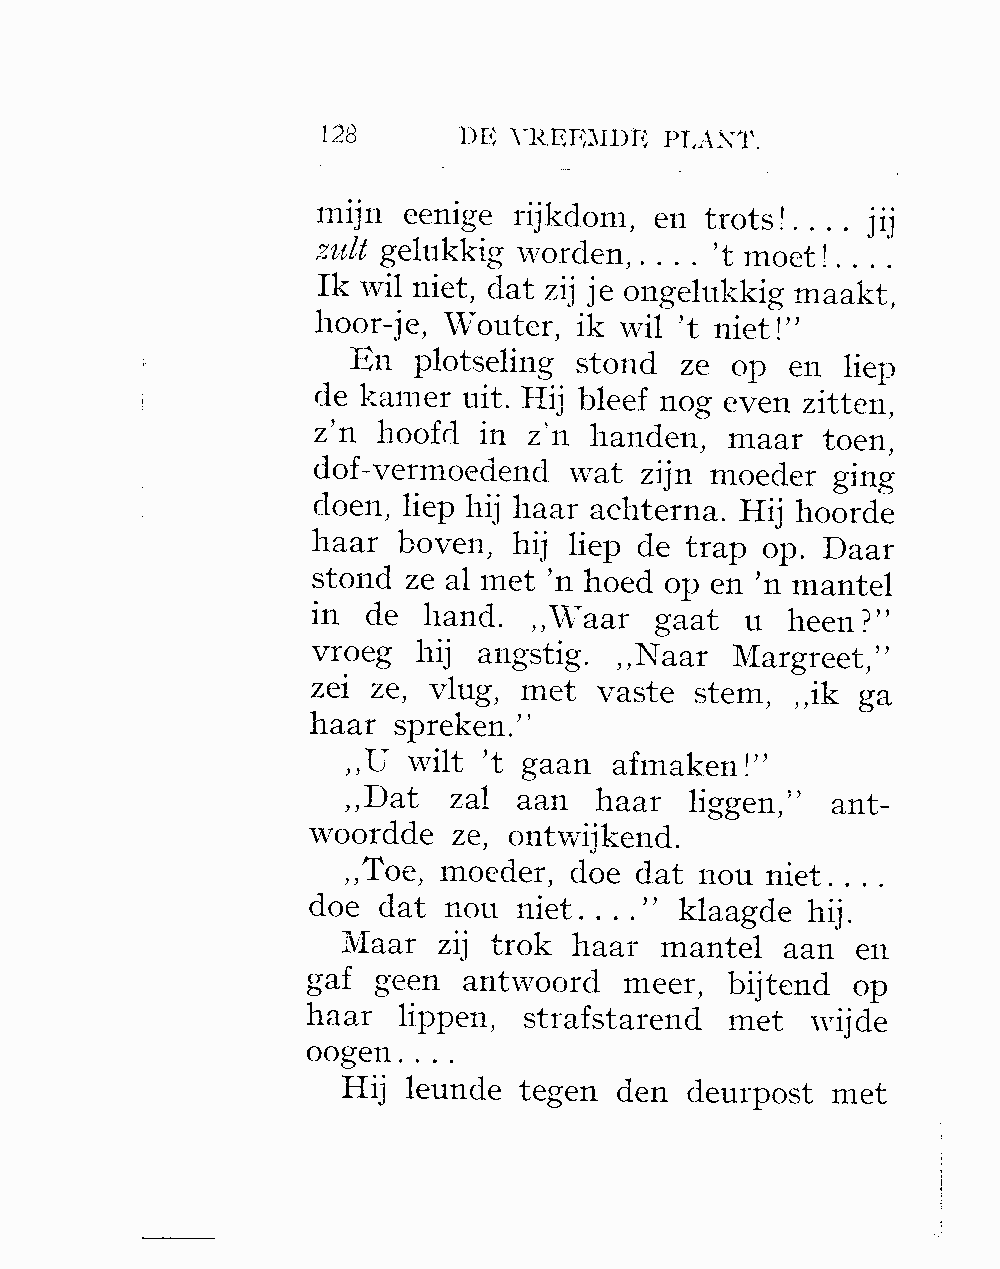 128 DE VREEMDE PLANT.
mijn eenige rijkdom, en trots!.... jij
zult gelukkig worden,.... 't moet!....
Ik wil niet, dat zij je ongelukkig maakt,
hoor-je, Wouter, ik wil 't niet!”
En plotseling stond ze op en liep
de kamer uit. Hij bleef nog even zitten,
z'n hoofd in z'n handen, maar toen,
dof-vermoedend wat zijn moeder ging
doen, liep hij haar achterna. Hij hoorde
haar boven, hij liep de trap op. Daar
stond ze al met 'n hoed op en 'n mantel
in de hand. ,,Waar gaat u heen?”
vroeg hij angstig. ,,Naar Margreet,”
zei ze, vlug, met vaste stem, ,,ik ga
haar spreken.”
,,U wilt 't gaan afmaken!”
,,Dat zal aan haar liggen,” ant-
woordde ze, ontwijkend.
,,Toe, moeder, doe dat nou niet....
doe dat nou niet....” klaagde hij.
Maar zij trok haar mantel aan en
gaf geen antwoord meer, bijtend op
haar lippen, strafstarend met wijde
oogen....
Hij leunde tegen den deurpost met